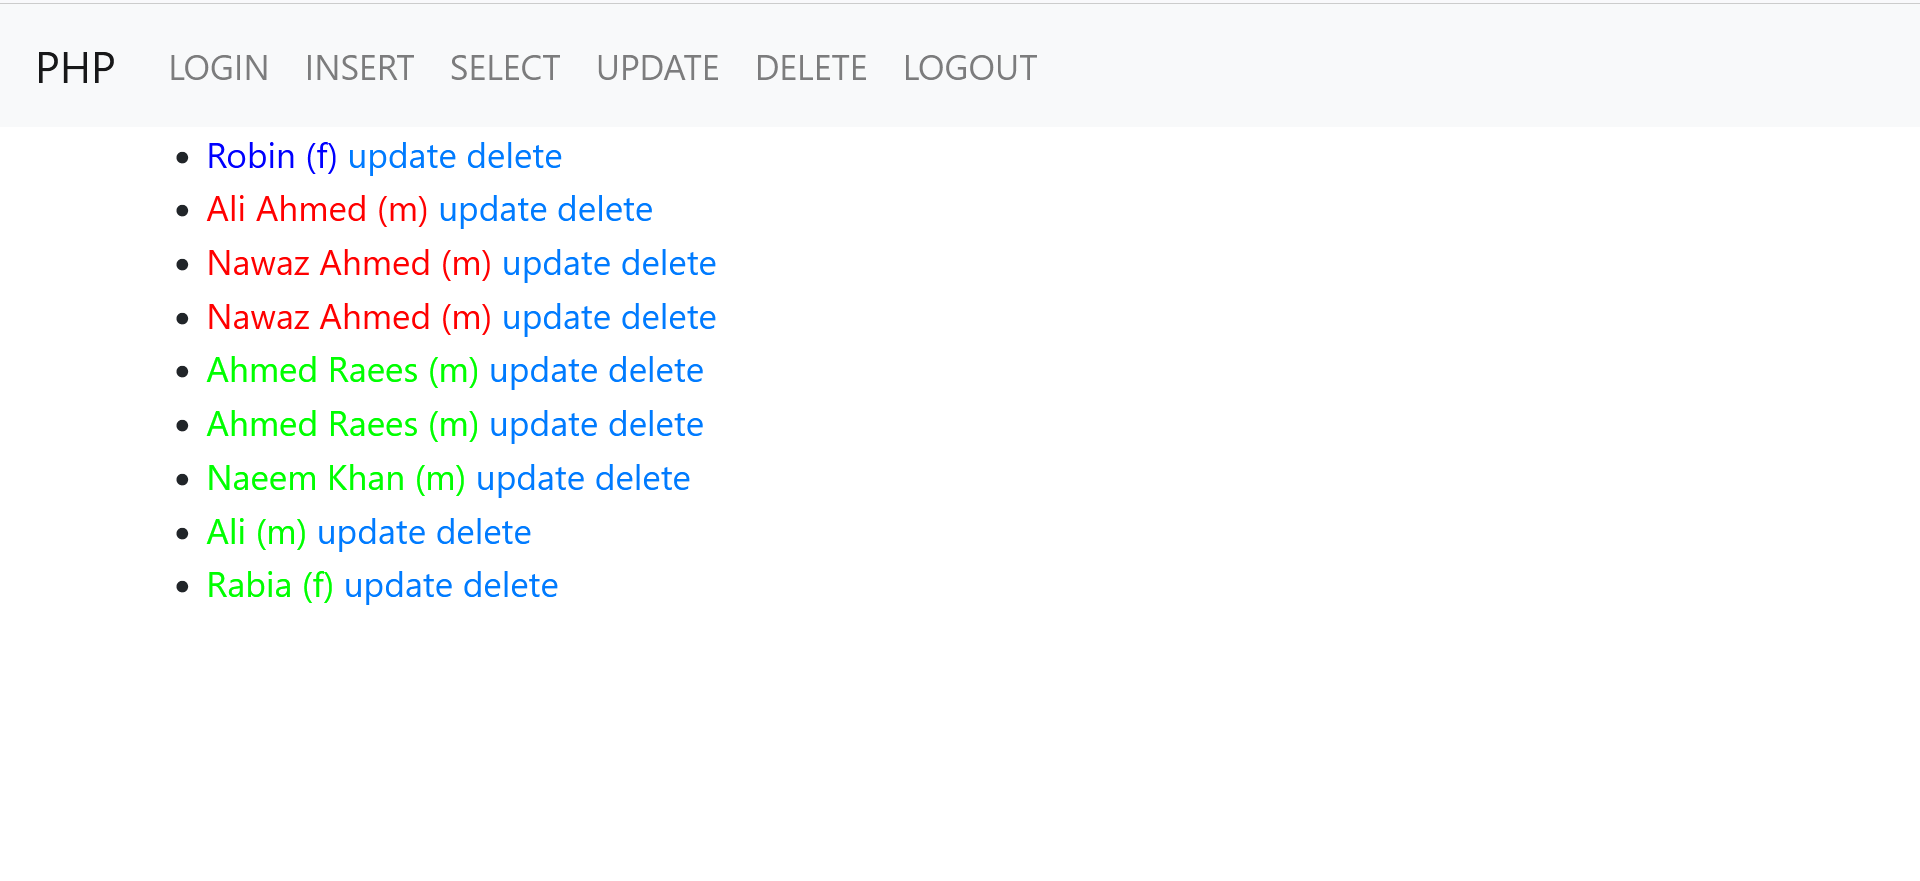 PHP LOGIN INSERT SELECT UPDATE DELETE LOGOUT
Robin (f) update delete
Ali Ahmed (m) update delete
Nawaz Ahmed (m) update delete
Nawaz Ahmed (m) update delete
Ahmed Raees (m) update delete
Ahmed Raees (m) update delete
Naeem Khan (m) update delete
Ali (m) update delete
Rabia (f) update delete